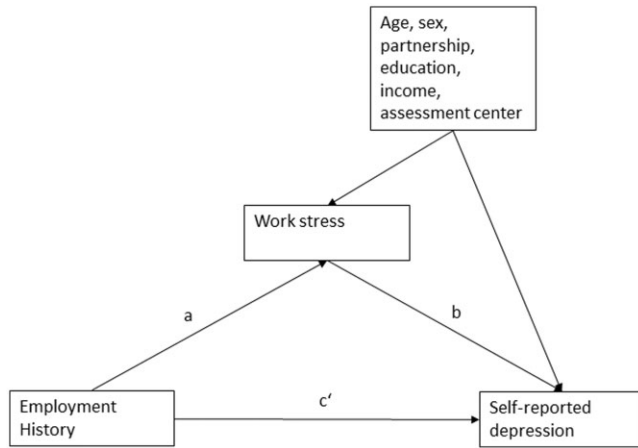 Age, sex,
partnership,
education,
income,
assessment center
Work stress
a
b
Employment
History
c‘
Self-reported
depression